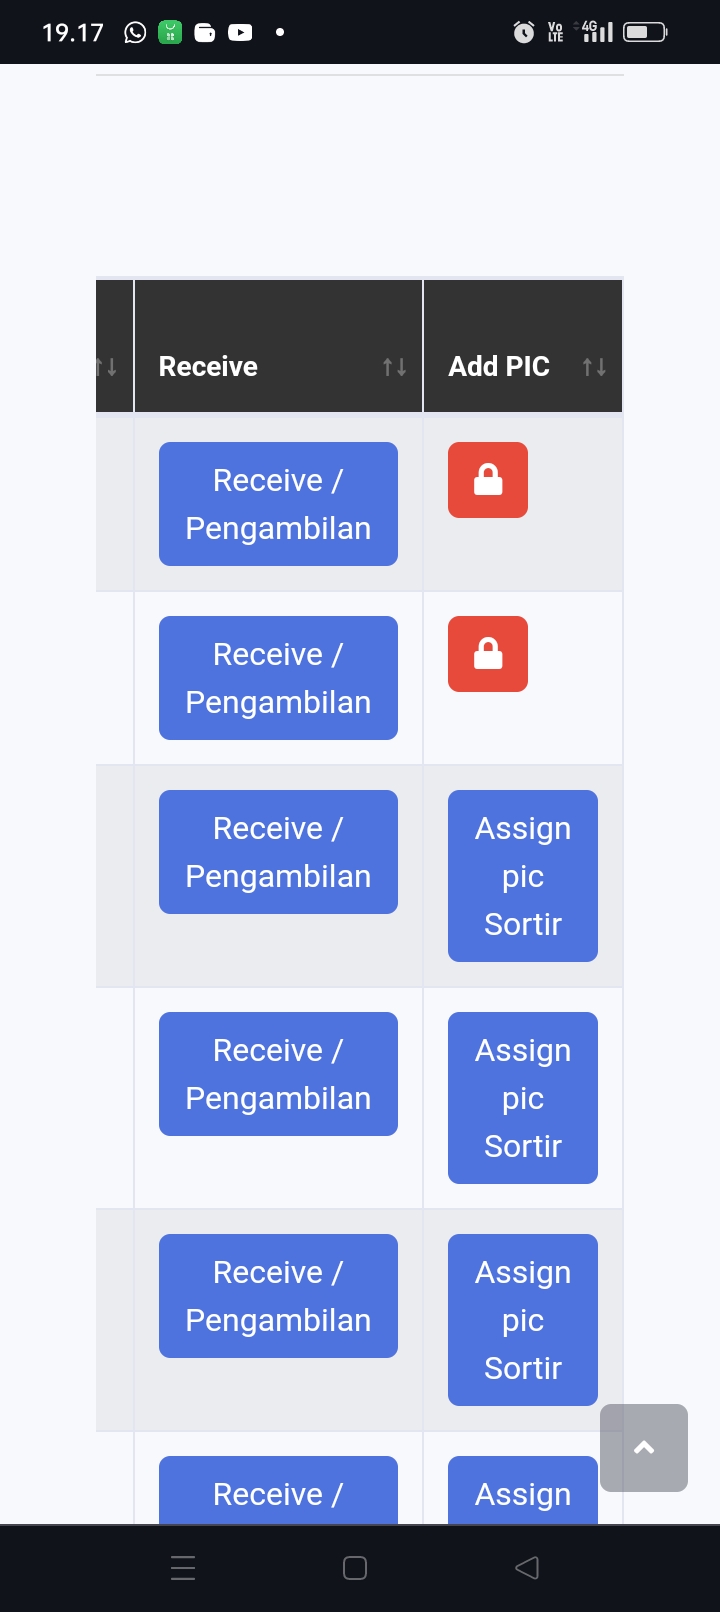 19.17
Vo
LTE
4G
Receive
Add PIC
Receive /
Pengambilan
Receive /
Pengambilan
Receive /
Pengambilan
Assign
pic
Sortir
Receive /
Pengambilan
Assign
pic
Sortir
Receive /
Pengambilan
Assign
pic
Sortir
Receive /
Assign